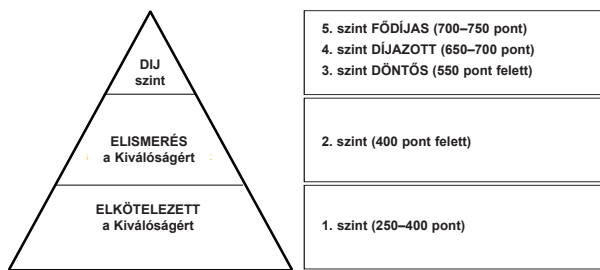 DIJ
szint
5. szint FŐDÍJAS (700–750 pont)
4. szint DÍJAZOTT (650–700 pont)
3. szint DÖNTŐS (550 pont felett)
ELISMERÉS
a Kiválóságért
2. szint (400 pont felett)
ELKÖTELEZETT
a Kiválóságért
1. szint (250–400 pont)